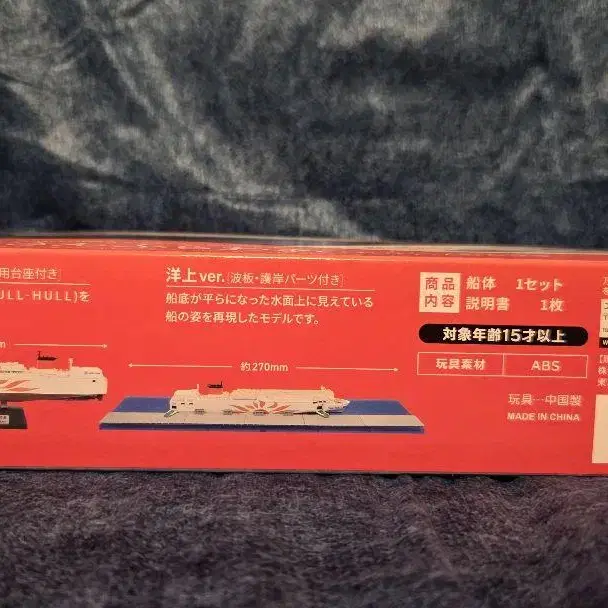 用台座付き]
ULL-HULL)を
洋上ver.[波板・護岸パーツ付き]
船底が平らになった水面上に見えている
船の姿を再現したモデルです。
約270mm
商品内容
船体 1セット
説明書 1枚
対象年齢15才以上
玩具素材 ABS
玩具…中国製
MADE IN CHINA